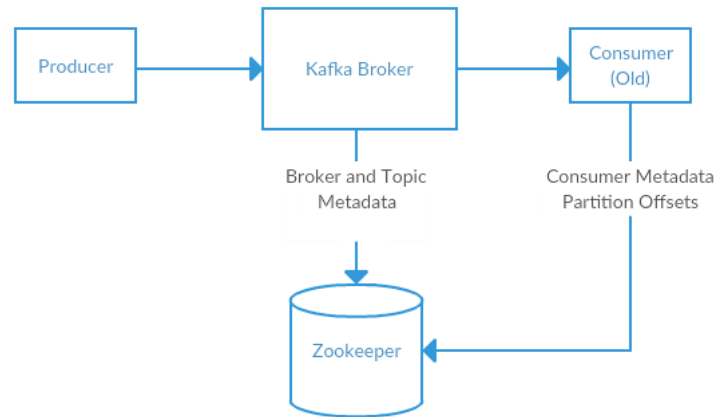 Producer
Kafka Broker
Consumer
(Old)
Broker and Topic
Metadata
Consumer Metadata
Partition Offsets
Zookeeper